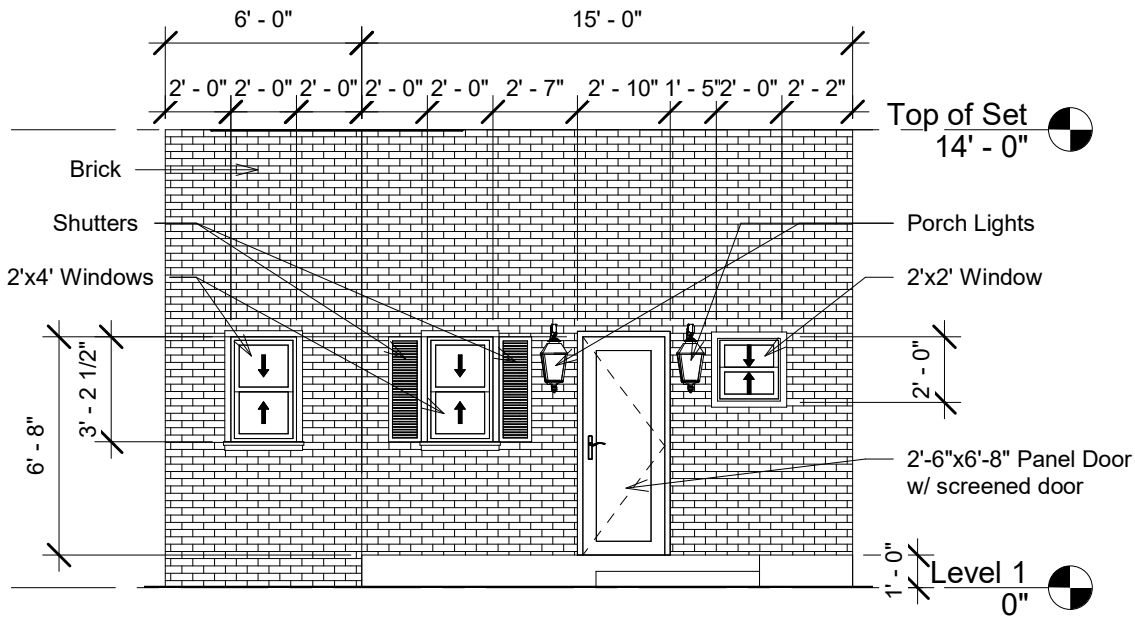 6' - 0"
15' - 0"
2' - 0"
2' - 0"
2' - 0"
2' - 0"
2' - 0"
2' - 7"
2' - 10"
1' - 5"
2' - 0"
2' - 2"
Top of Set
14' - 0"
Brick
Shutters
Porch Lights
2'x4' Windows
2'x2' Window
3' - 2 1/2"
2' - 0"
6' - 8"
2'-6"x6'-8" Panel Door
w/ screened door
1' - 0"
Level 1
0"